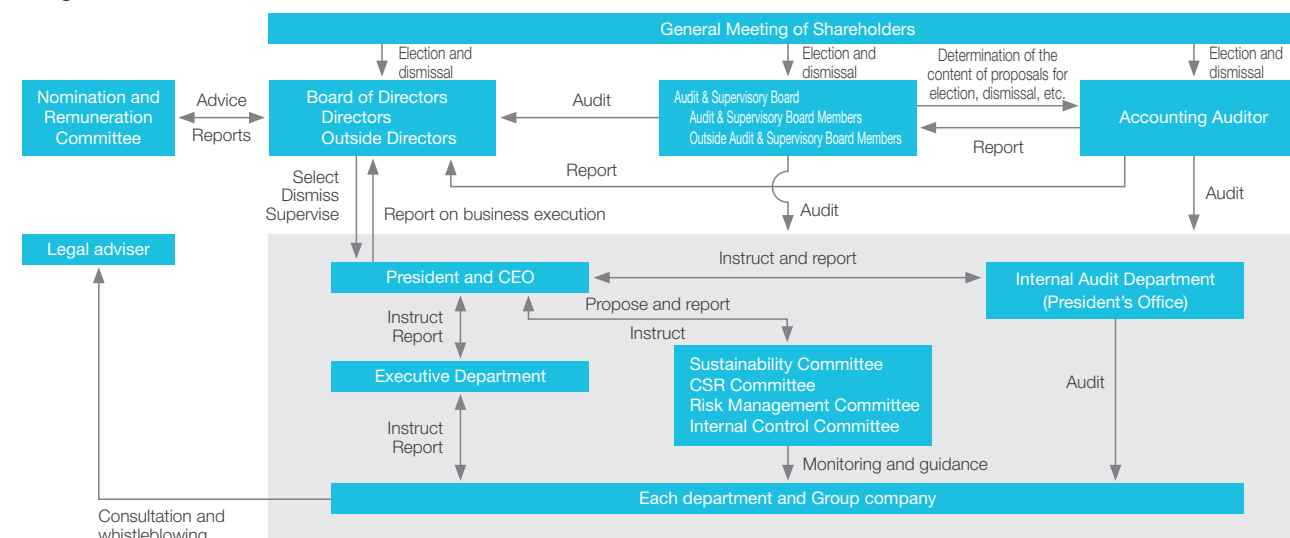 General Meeting of Shareholders
Election and
dismissal
Election and
dismissal
Determination of the
content of proposals for
election, dismissal, etc.
Election and
dismissal
Nomination and
Remuneration
Committee
Advice
Reports
Board of Directors
Directors
Outside Directors
Audit
Audit & Supervisory Board
Audit & Supervisory Board Members
Outside Audit & Supervisory Board Members
Report
Accounting Auditor
Select
Dismiss
Supervise
Report on business execution
Report
Audit
Audit
Legal adviser
President and CEO
Instruct and report
Internal Audit Department
(President's Office)
Instruct
Report
Propose and report
Instruct
Executive Department
Sustainability Committee
CSR Committee
Risk Management Committee
Internal Control Committee
Audit
Instruct
Report
Monitoring and guidance
Each department and Group company
Consultation and
whistleblowing